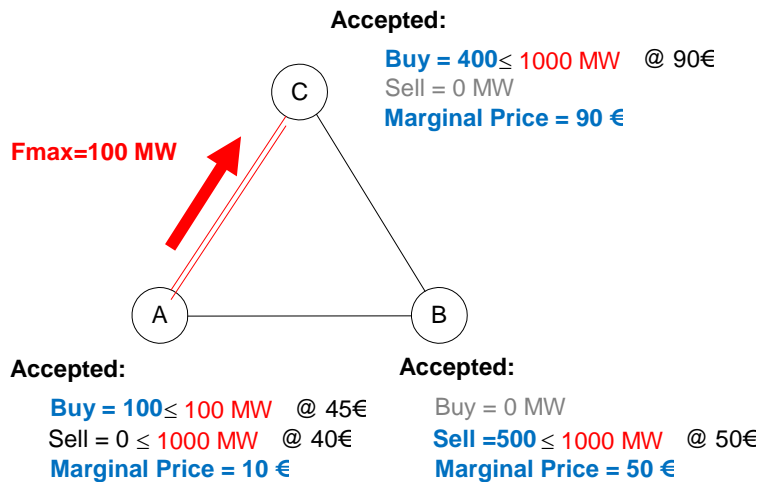 Accepted:
Buy = 400≤ 1000 MW @ 90€
Sell = 0 MW
Marginal Price = 90 €
C
Fmax=100 MW
A
B
Accepted:
Buy = 100≤ 100 MW @ 45€
Sell = 0 ≤ 1000 MW @ 40€
Marginal Price = 10 €
Accepted:
Buy = 0 MW
Sell =500 ≤ 1000 MW @ 50€
Marginal Price = 50 €